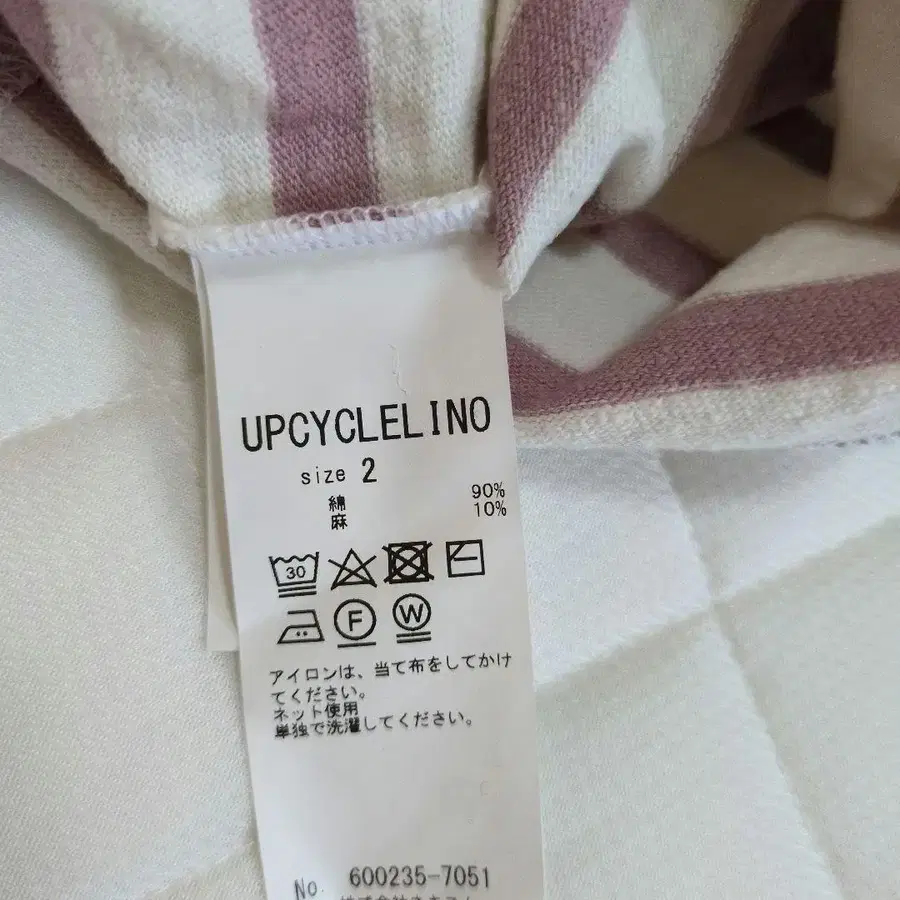 UPCYCLELINO
size 2
綿 90%
麻 10%
30
F W
アイロンは、当て布をしてかけ
てください。
ネット使用
単独で洗濯してください。
No. 600235-7051